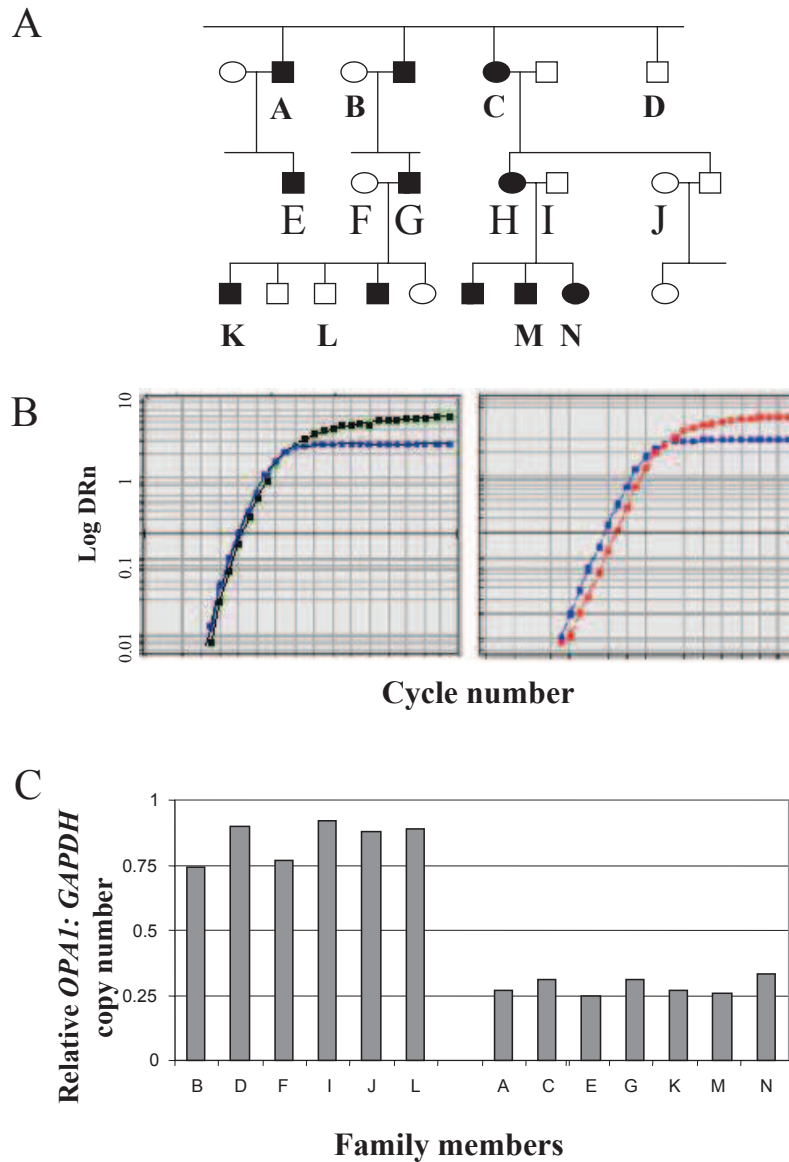 A
A B C D
E F G H I J
K L M N
B
10
1
0.1
0.01
Log DRn
Cycle number
C
1
0.75
0.5
0.25
0
Relative OPA1: GAPDH
copy number
B D F I J L A C E G K M N
Family members